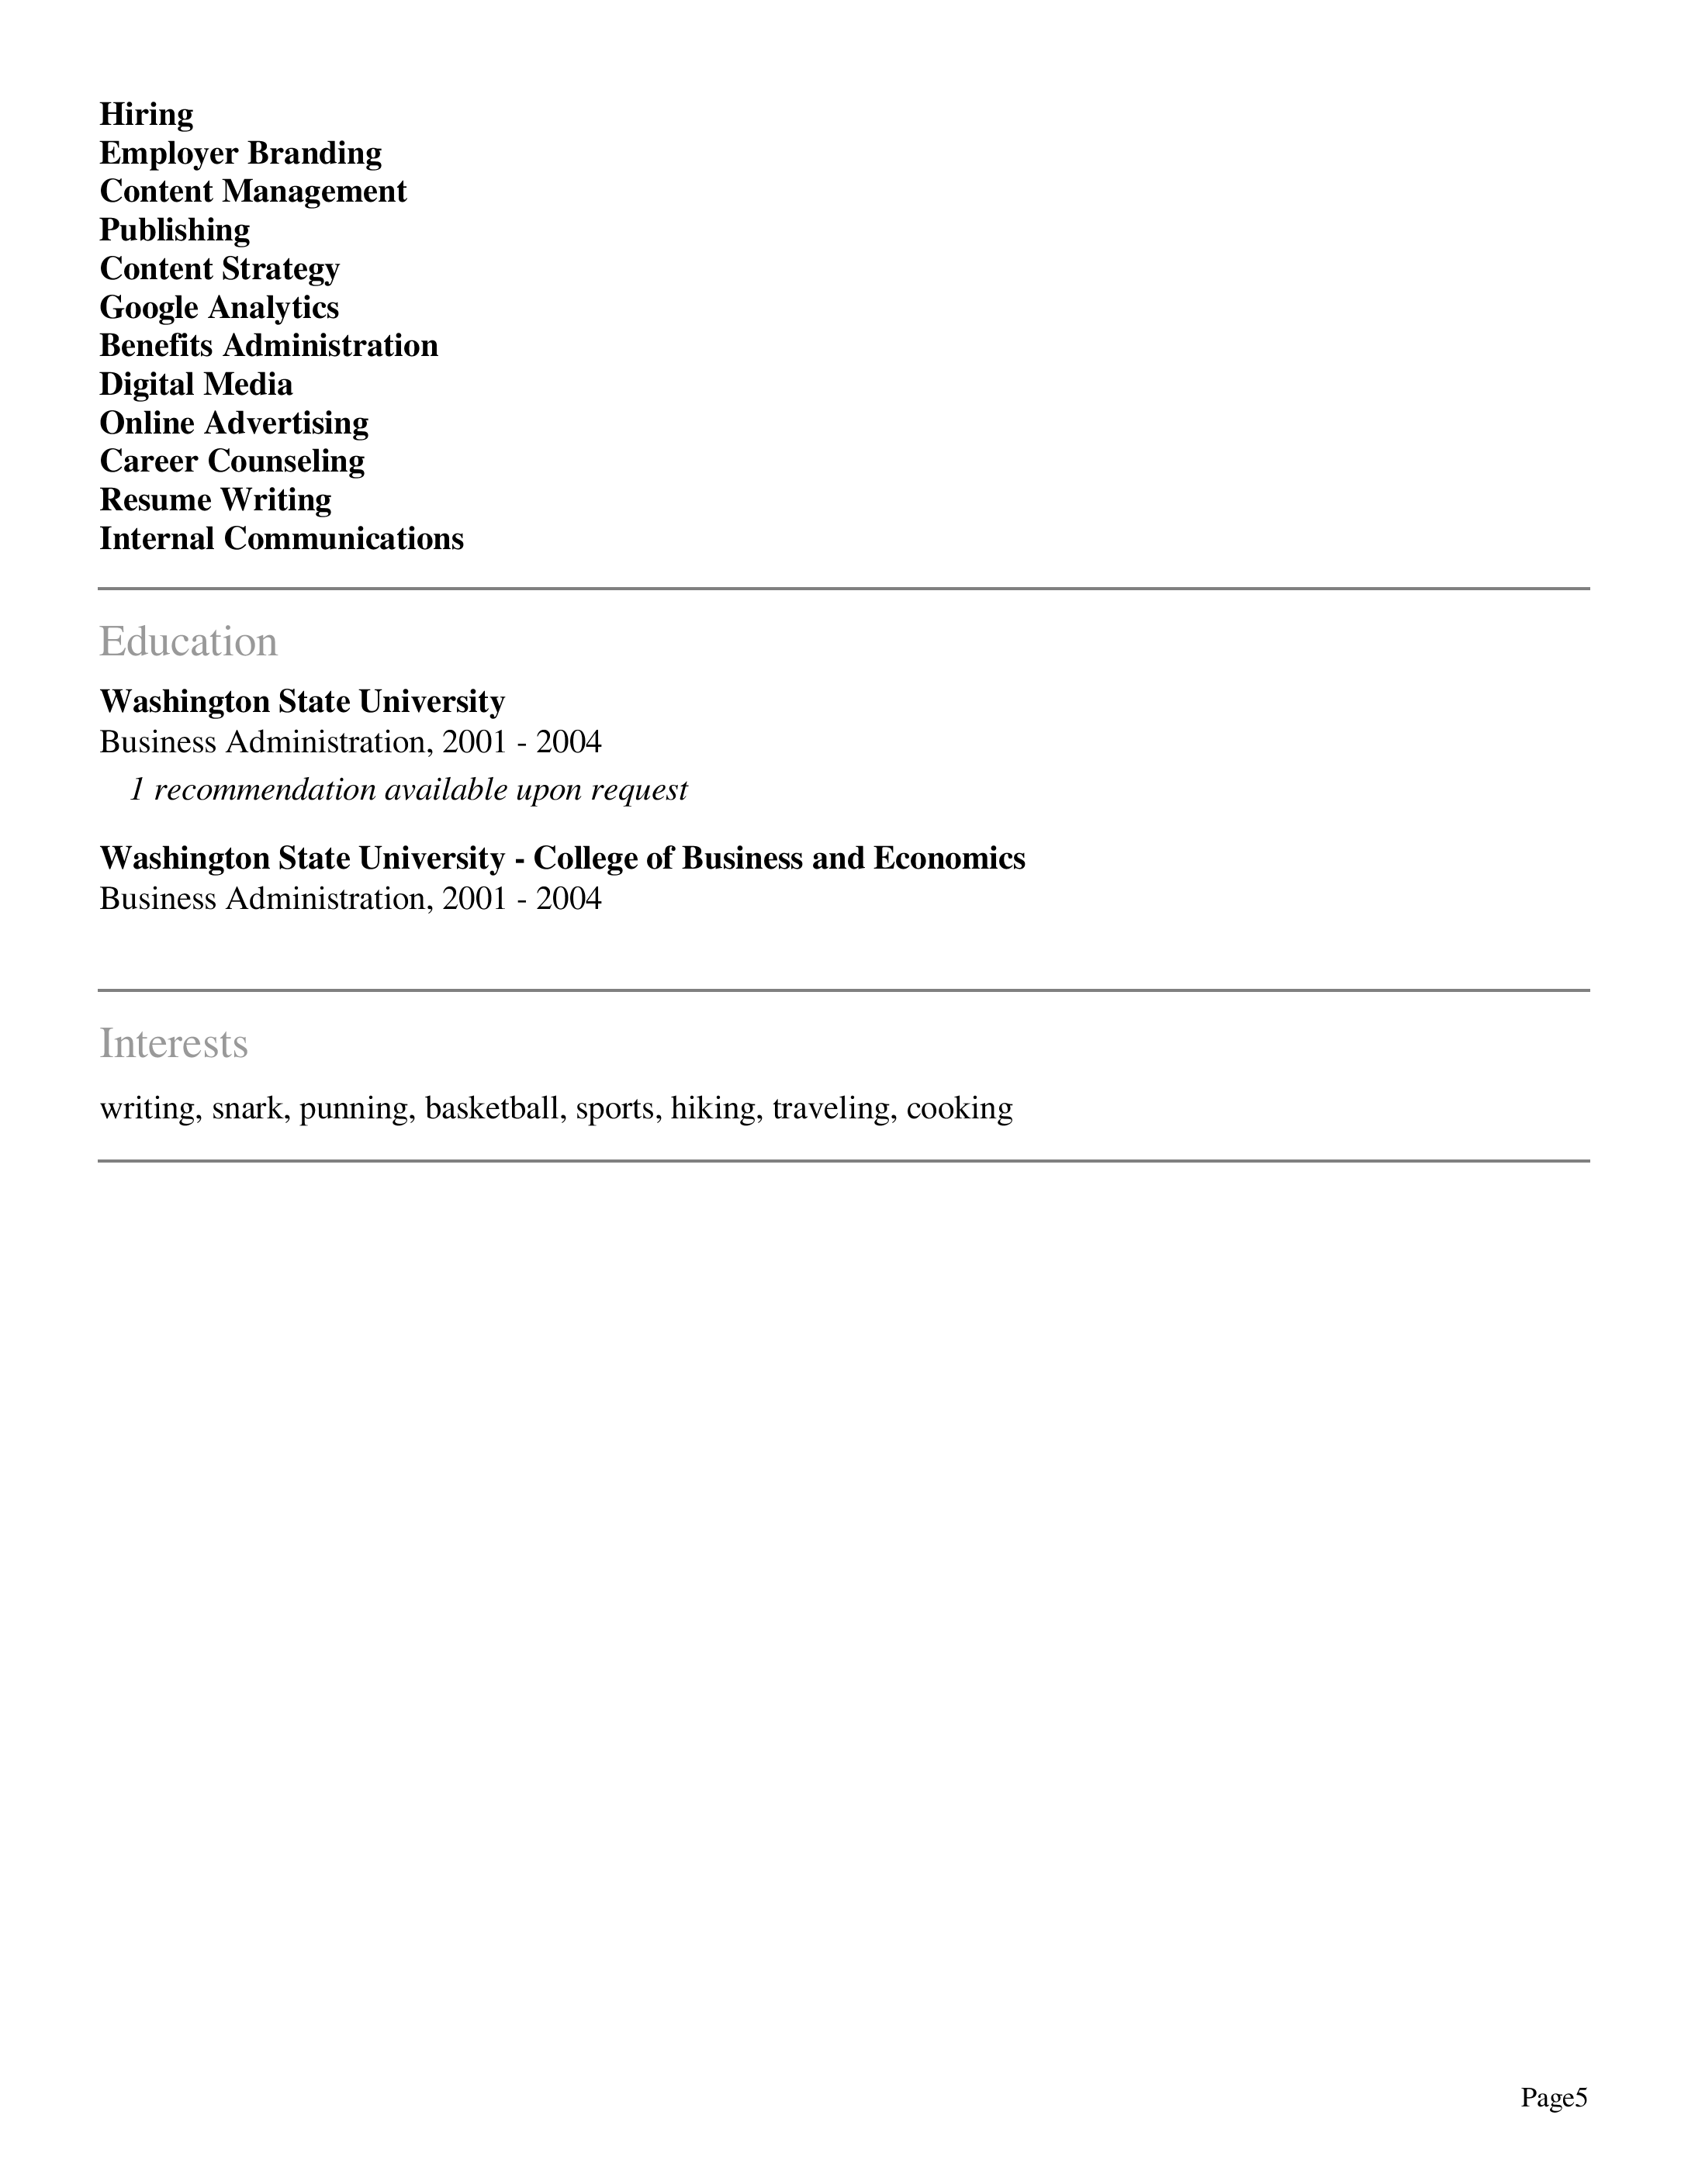 Hiring
Employer Branding
Content Management
Publishing
Content Strategy
Google Analytics
Benefits Administration
Digital Media
Online Advertising
Career Counseling
Resume Writing
Internal Communications
Education
Washington State University
Business Administration, 2001 - 2004
1 recommendation available upon request
Washington State University - College of Business and Economics
Business Administration, 2001 - 2004
Interests
writing, snark, punning, basketball, sports, hiking, traveling, cooking
Page5